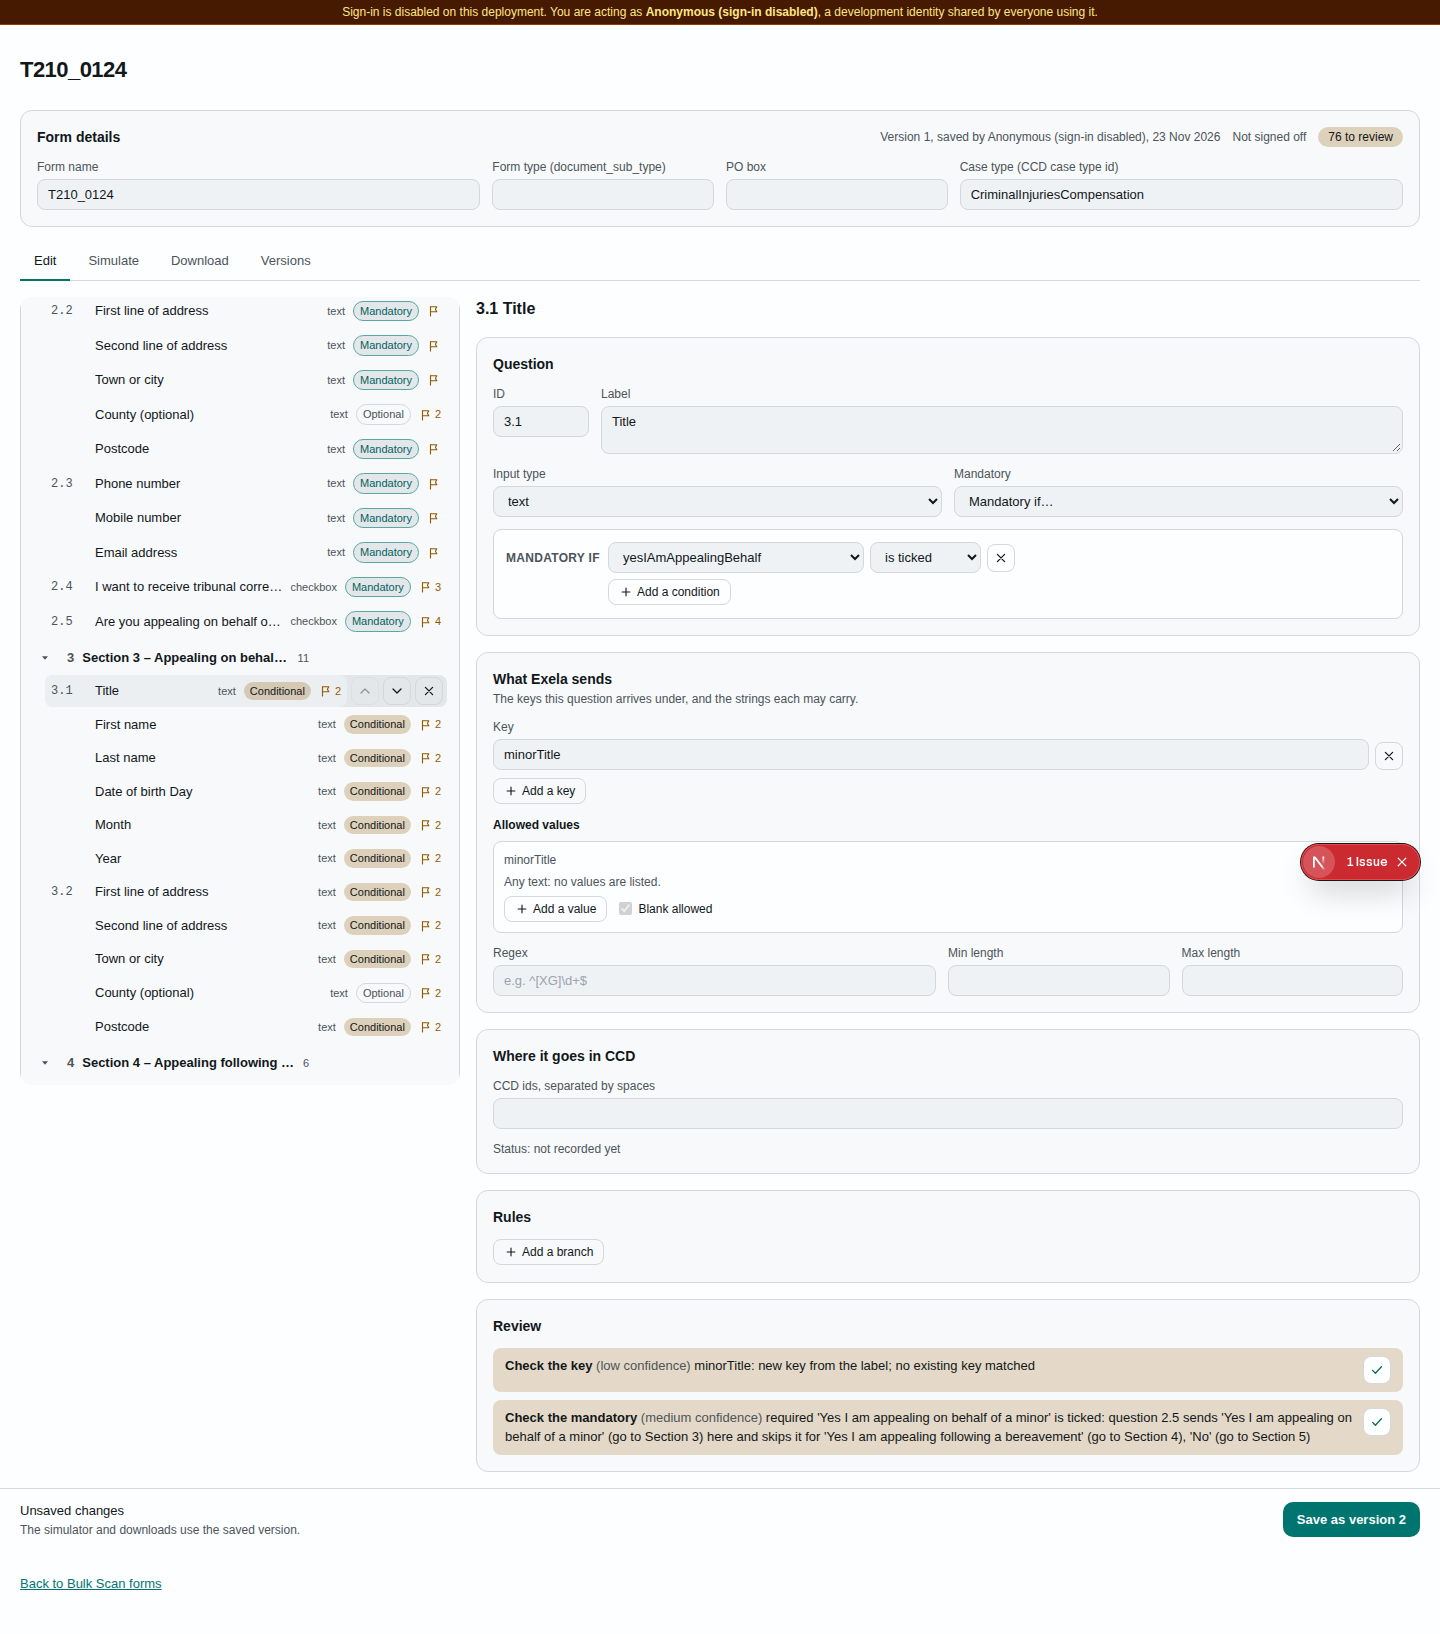 Sign-in is disabled on this deployment. You are acting as Anonymous (sign-in disabled), a development identity shared by everyone using it.
T210_0124
Form details
Version 1, saved by Anonymous (sign-in disabled), 23 Nov 2026 Not signed off 76 to review
Form name Form type (document_sub_type) PO box Case type (CCD case type id)
T210_0124 CriminalInjuriesCompensation
Edit Simulate Download Versions
2.2 First line of address text Mandatory
Second line of address text Mandatory
Town or city text Mandatory
County (optional) text Optional 2
Postcode text Mandatory
2.3 Phone number text Mandatory
Mobile number text Mandatory
Email address text Mandatory
2.4 I want to receive tribunal corre… checkbox Mandatory 3
2.5 Are you appealing on behalf o… checkbox Mandatory 4
3 Section 3 – Appealing on behal… 11
3.1 Title text Conditional 2
First name text Conditional 2
Last name text Conditional 2
Date of birth Day text Conditional 2
Month text Conditional 2
Year text Conditional 2
3.2 First line of address text Conditional 2
Second line of address text Conditional 2
Town or city text Conditional 2
County (optional) text Optional 2
Postcode text Conditional 2
4 Section 4 – Appealing following … 6
3.1 Title
Question
ID Label
3.1 Title
Input type Mandatory
text Mandatory if…
MANDATORY IF yesIAmAppealingBehalf is ticked
Add a condition
What Exela sends
The keys this question arrives under, and the strings each may carry.
Key
minorTitle
Add a key
Allowed values
minorTitle
Any text: no values are listed.
Add a value Blank allowed
1 Issue
Regex Min length Max length
e.g. ^[XG]\d+$
Where it goes in CCD
CCD ids, separated by spaces
Status: not recorded yet
Rules
Add a branch
Review
Check the key (low confidence) minorTitle: new key from the label; no existing key matched
Check the mandatory (medium confidence) required 'Yes I am appealing on behalf of a minor' is ticked: question 2.5 sends 'Yes I am appealing on
behalf of a minor' (go to Section 3) here and skips it for 'Yes I am appealing following a bereavement' (go to Section 4), 'No' (go to Section 5)
Unsaved changes
The simulator and downloads use the saved version.
Save as version 2
Back to Bulk Scan forms